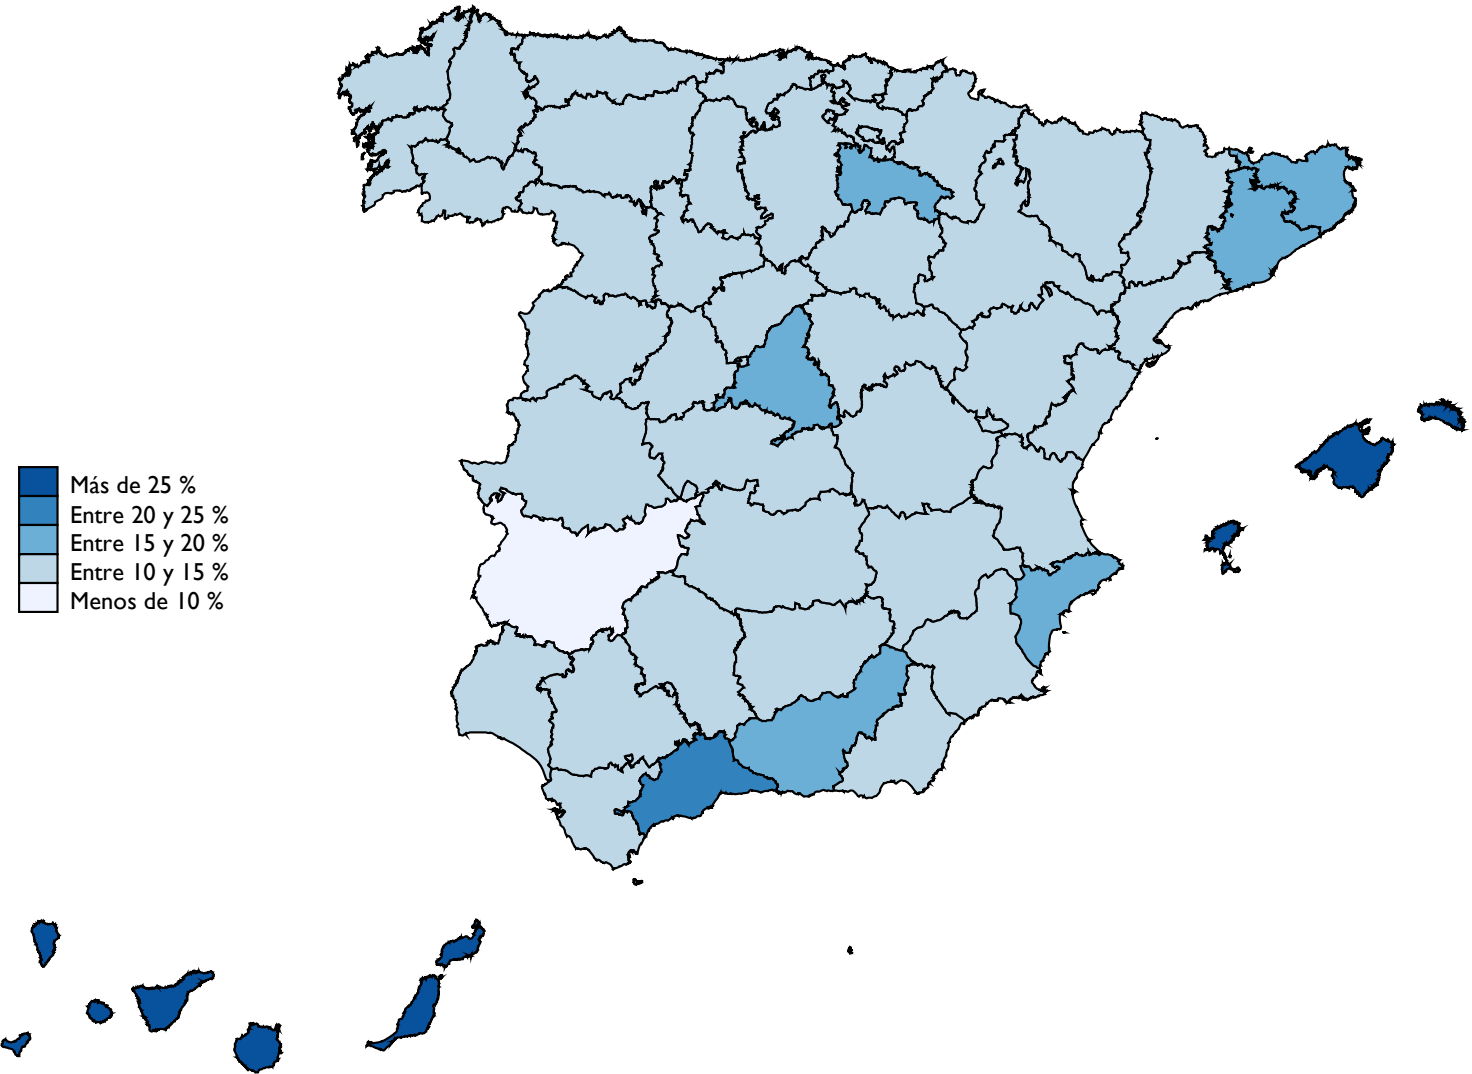 Más de 25 %
Entre 20 y 25 %
Entre 15 y 20 %
Entre 10 y 15 %
Menos de 10 %